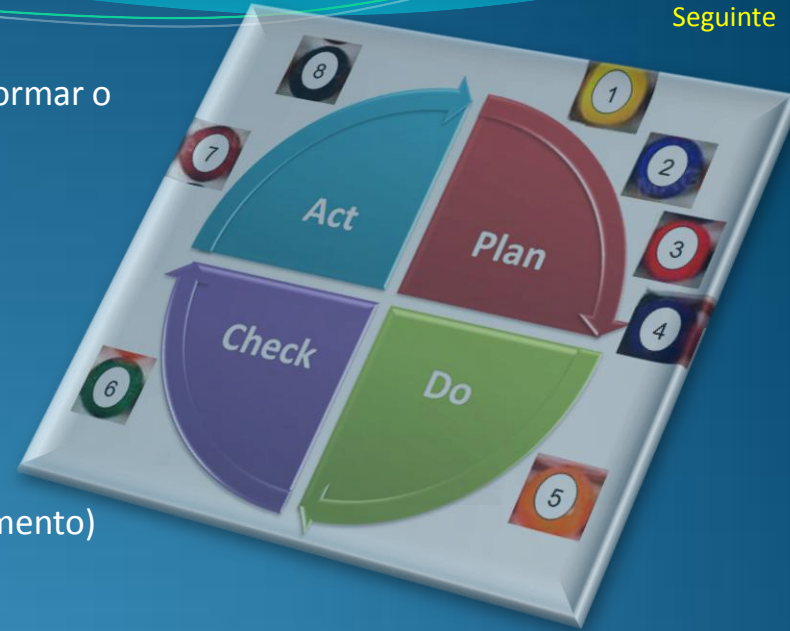 Seguinte
ormar o
8
1
7
2
Act
Plan
3
4
Check
Do
6
5
mento)